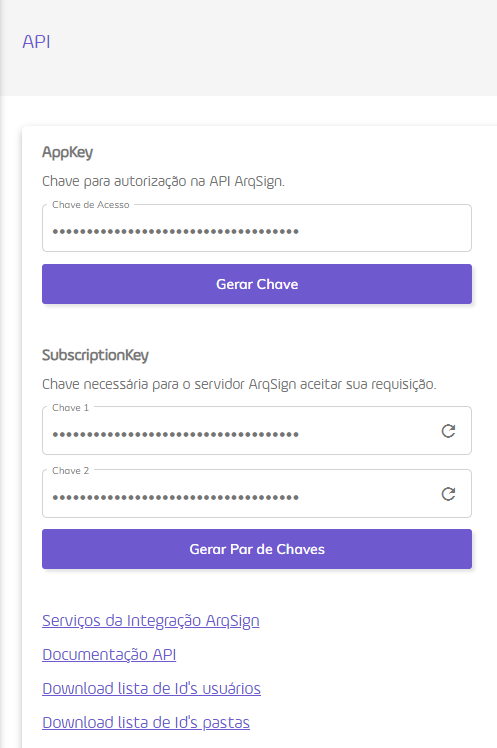 API
AppKey
Chave para autorização na API ArqSign.
Chave de Acesso
••••••••••••••••••••••••••••••••••••
Gerar Chave
SubscriptionKey
Chave necessária para o servidor ArqSign aceitar sua requisição.
Chave 1
••••••••••••••••••••••••••••••••••••
Chave 2
••••••••••••••••••••••••••••••••••••
Gerar Par de Chaves
Serviços da Integração ArqSign
Documentação API
Download lista de Id's usuários
Download lista de Id's pastas